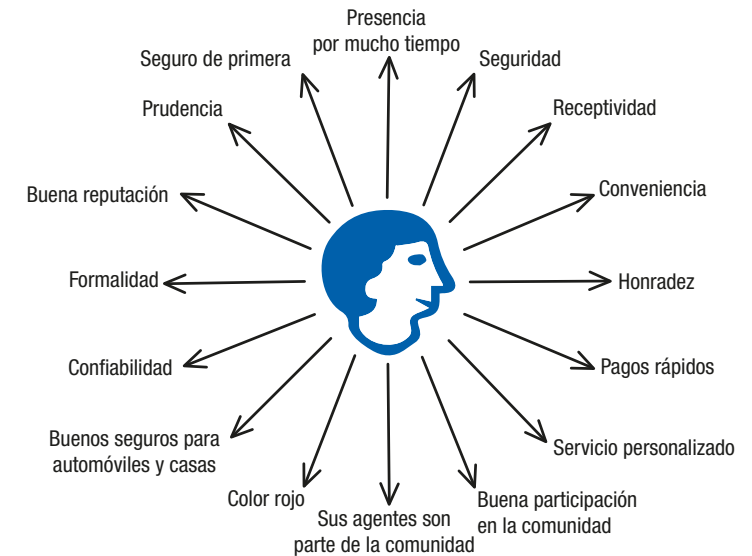 Presencia
por mucho tiempo
Seguro de primera
Seguridad
Prudencia
Receptividad
Buena reputación
Conveniencia
Formalidad
Honradez
Confiabilidad
Pagos rápidos
Buenos seguros para
automóviles y casas
Servicio personalizado
Color rojo
Sus agentes son
parte de la comunidad
Buena participación
en la comunidad